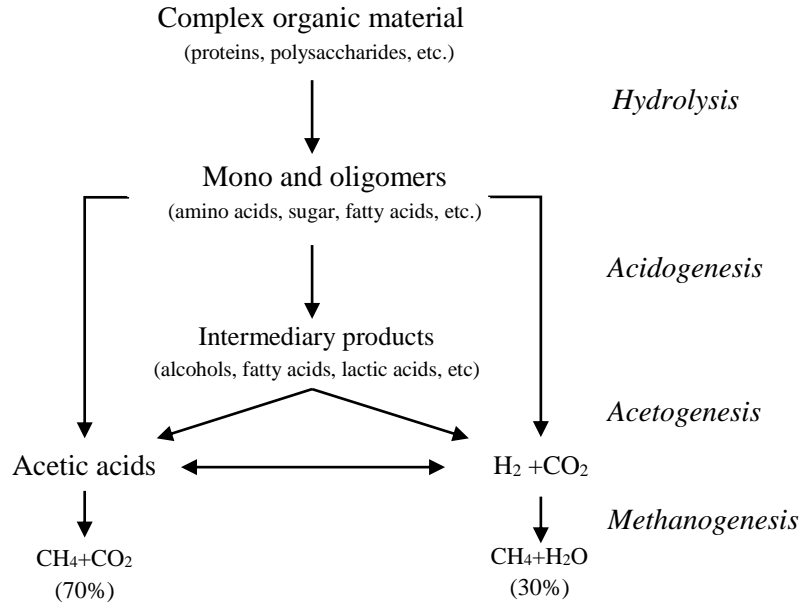 Complex organic material
(proteins, polysaccharides, etc.)
Hydrolysis
Mono and oligomers
(amino acids, sugar, fatty acids, etc.)
Acidogenesis
Intermediary products
(alcohols, fatty acids, lactic acids, etc)
Acetogenesis
Acetic acids
H₂ +CO₂
Methanogenesis
CH₄+CO₂
(70%)
CH₄+H₂O
(30%)